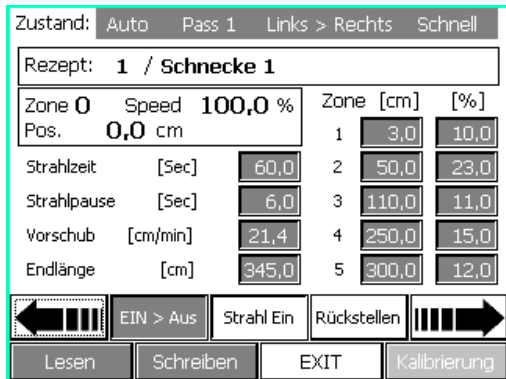 Zustand: Auto Pass 1 Links > Rechts Schnell
Rezept: 1 / Schnecke 1
Zone 0 Speed 100,0 % Zone [cm] [%]
Pos. 0,0 cm 1 3,0 10,0
Strahlzeit [Sec] 60,0 2 50,0 23,0
Strahlpause [Sec] 6,0 3 110,0 11,0
Vorschub [cm/min] 21,4 4 250,0 15,0
Endlänge [cm] 345,0 5 300,0 12,0
EIN > Aus Strahl Ein Rückstellen
Lesen Schreiben EXIT Kalibrierung